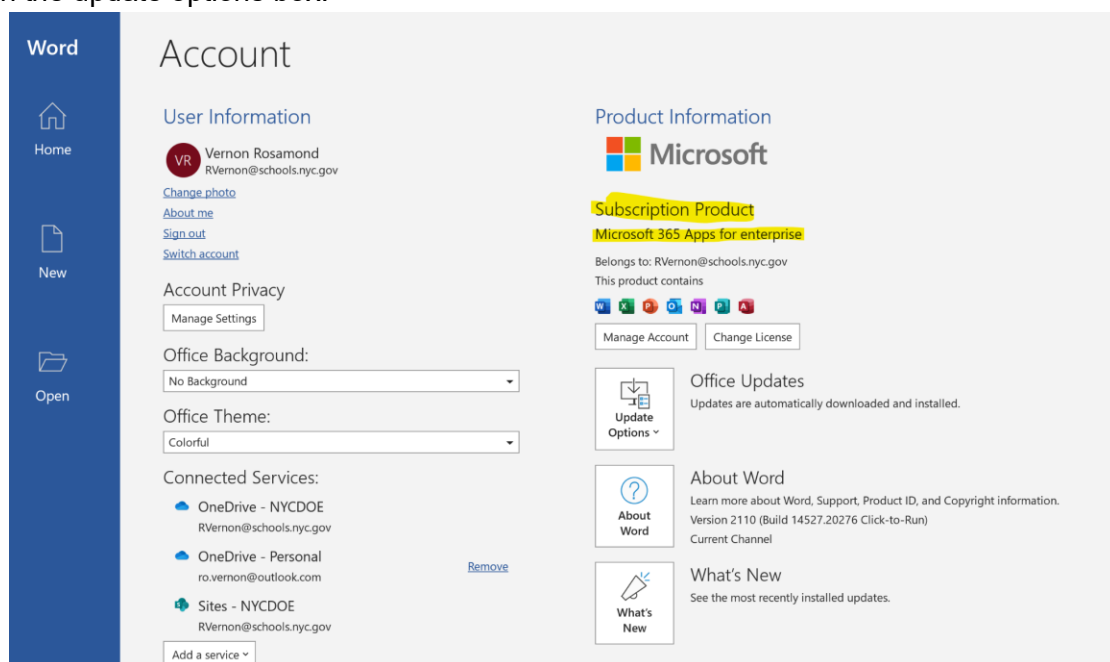 the update options box.
Word
Home
New
Open
Account
User Information
VR
Vernon Rosamond
RVernon@schools.nyc.gov
Change photo
About me
Sign out
Switch account
Account Privacy
Manage Settings
Office Background:
No Background
Office Theme:
Colorful
Connected Services:
OneDrive - NYCDOE
RVernon@schools.nyc.gov
OneDrive - Personal
ro.vernon@outlook.com
Remove
Sites - NYCDOE
RVernon@schools.nyc.gov
Add a service
Product Information
Microsoft
Subscription Product
Microsoft 365 Apps for enterprise
Belongs to: RVernon@schools.nyc.gov
This product contains
W X P O N P A
Manage Account Change License
Update
Options
Office Updates
Updates are automatically downloaded and installed.
About
Word
About Word
Learn more about Word, Support, Product ID, and Copyright information.
Version 2110 (Build 14527.20276 Click-to-Run)
Current Channel
What's
New
What's New
See the most recently installed updates.